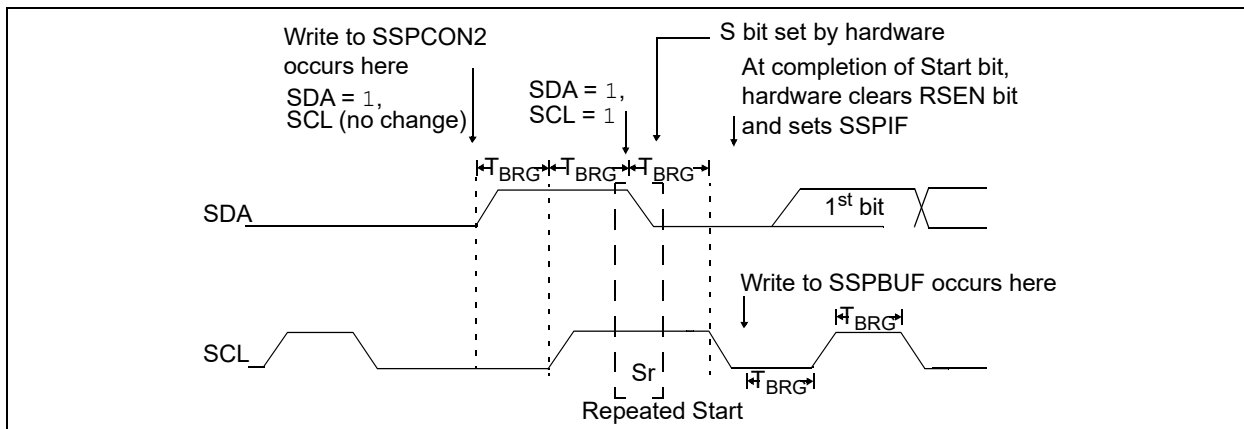 Write to SSPCON2
occurs here
SDA = 1,
SCL (no change)
SDA = 1,
SCL = 1
S bit set by hardware
At completion of Start bit,
hardware clears RSEN bit
and sets SSPIF
TBRG
TBRG
TBRG
SDA
1st bit
Write to SSPBUF occurs here
TBRG
SCL
Sr
TBRG
Repeated Start